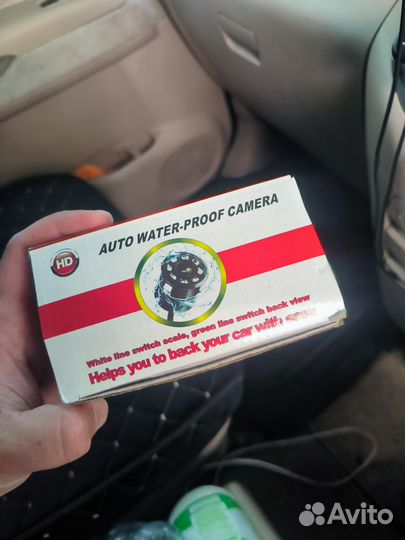 HD
AUTO WATER-PROOF CAMERA
White line switch scale, green line switch back view
Helps you to back your car with ease
Avito